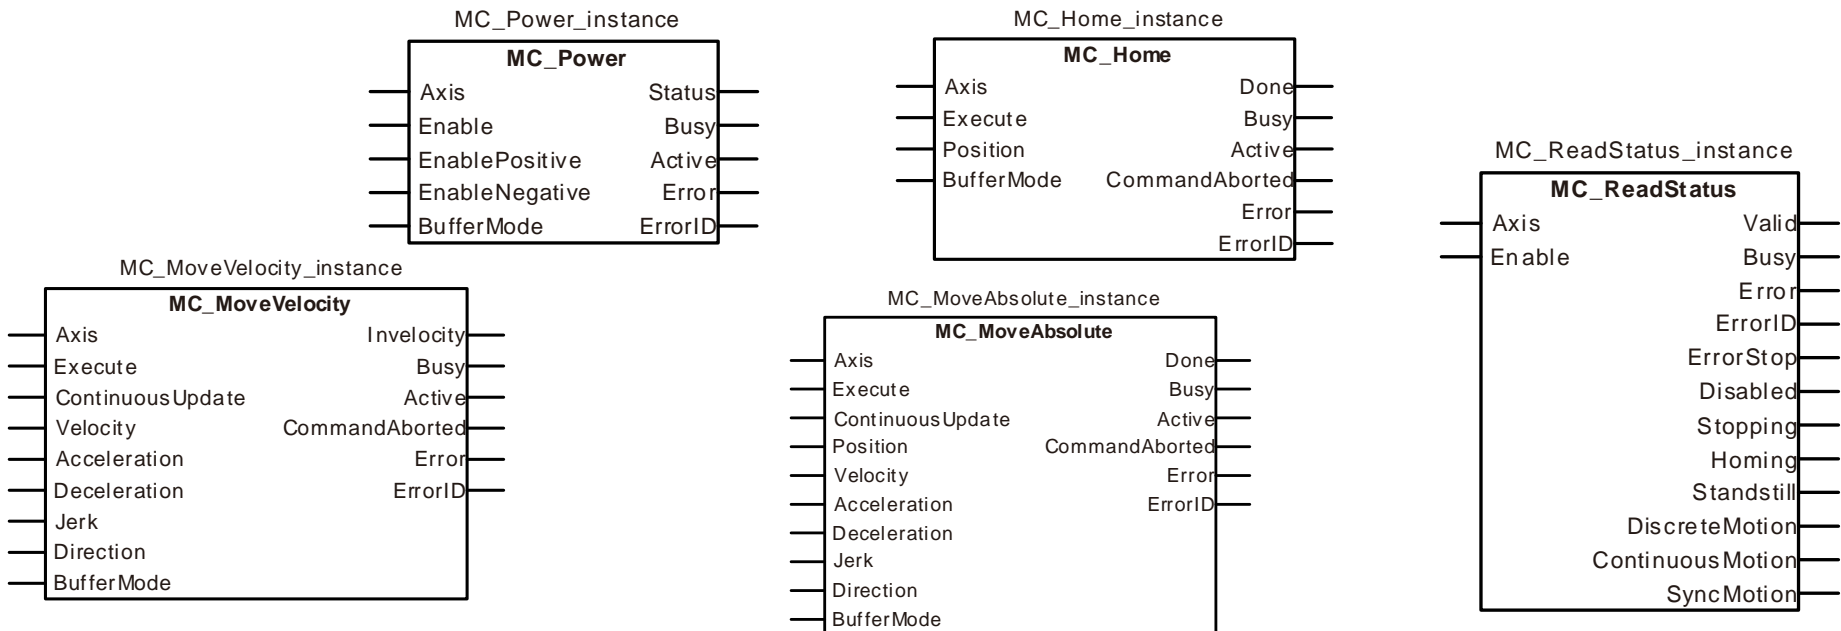 MC_Power_instance
MC_Power
Axis Status
Enable Busy
EnablePositive Active
EnableNegative Error
BufferMode ErrorID
MC_Home_instance
MC_Home
Axis Done
Execute Busy
Position Active
BufferMode CommandAborted
Error
ErrorID
MC_ReadStatus_instance
MC_ReadStatus
Axis Valid
Enable Busy
Error
ErrorID
ErrorStop
Disabled
Stopping
Homing
Standstill
DiscreteMotion
ContinuousMotion
SyncMotion
MC_MoveVelocity_instance
MC_MoveVelocity
Axis Invelocity
Execute Busy
ContinuousUpdate Active
Velocity CommandAborted
Acceleration Error
Deceleration ErrorID
Jerk
Direction
BufferMode
MC_MoveAbsolute_instance
MC_MoveAbsolute
Axis Done
Execute Busy
ContinuousUpdate Active
Position CommandAborted
Velocity Error
Acceleration ErrorID
Deceleration
Jerk
Direction
BufferMode